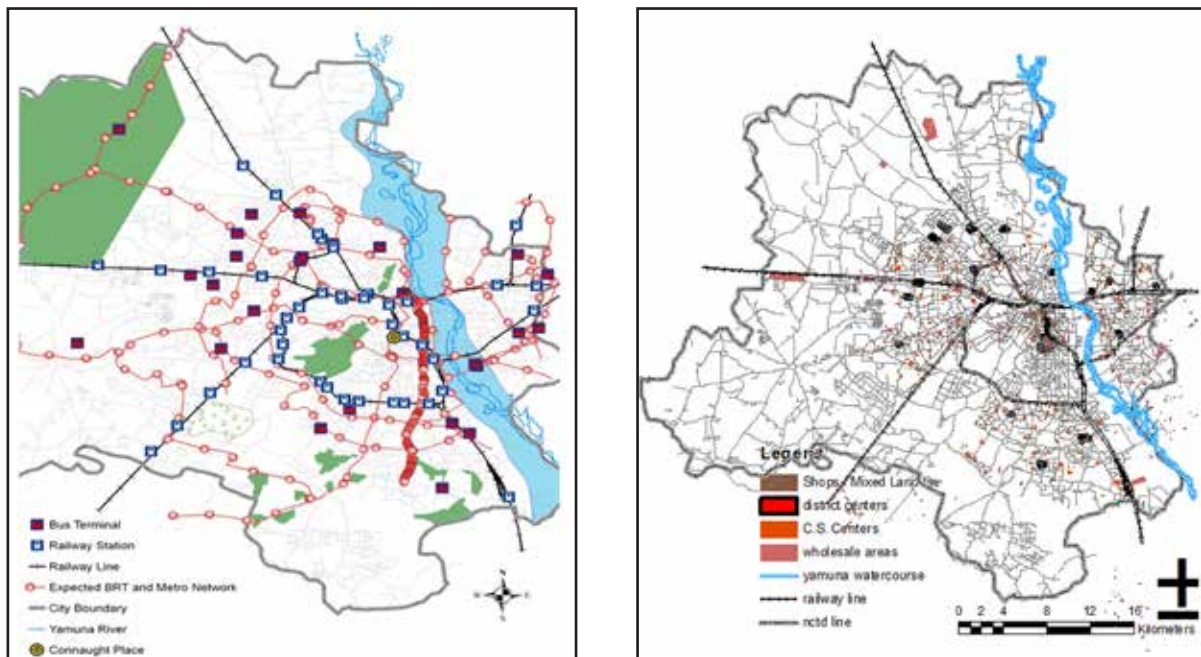 Bus Terminal
Railway Station
Railway Line
Expected BRT and Metro Network
City Boundary
Yamuna River
Connaught Place
N
E
S
Legend
Shops - Mixed Land
district centers
C.S. Centers
wholesale areas
yamuna watercourse
railway line
nctd line
0 2 4 8 12 16
Kilometers